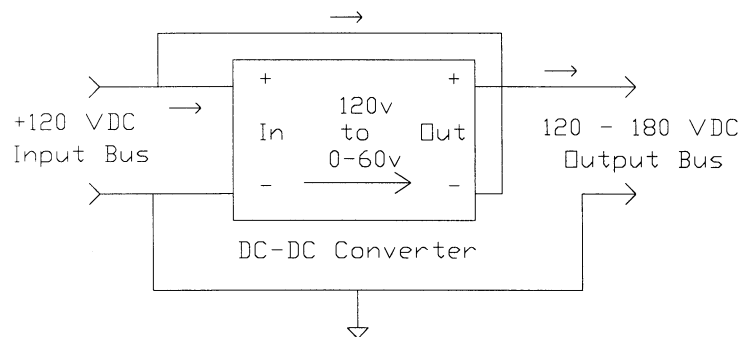 + +
120v
+120 VDC In to Out 120 - 180 VDC
Input Bus 0-60v Output Bus
- -
DC-DC Converter